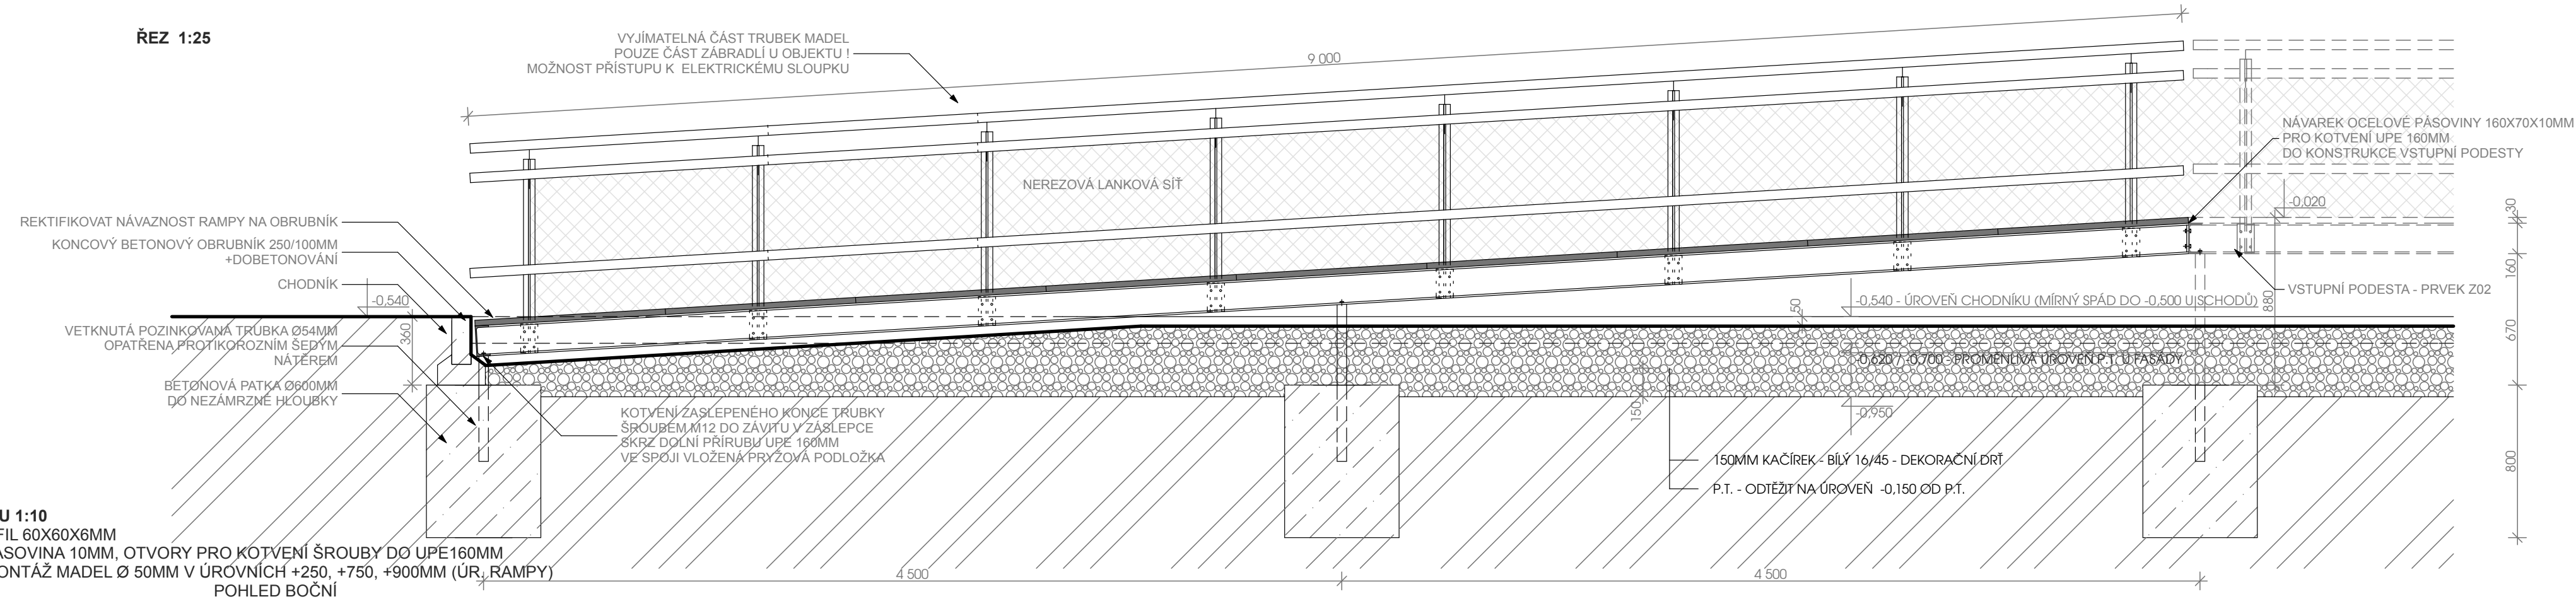 ŘEZ 1:25
VYJÍMATELNÁ ČÁST TRUBEK MADEL
POUZE ČÁST ZÁBRADLÍ U OBJEKTU !
MOŽNOST PŘÍSTUPU K ELEKTRICKÉMU SLOUPKU
9 000
NÁVAREK OCELOVÉ PÁSOVINY 160X70X10MM
PRO KOTVENÍ UPE 160MM
DO KONSTRUKCE VSTUPNÍ PODESTY
NEREZOVÁ LANKOVÁ SÍŤ
-0,020
30
REKTIFIKOVAT NÁVAZNOST RAMPY NA OBRUBNÍK
KONCOVÝ BETONOVÝ OBRUBNÍK 250/100MM
+DOBETONOVÁNÍ
CHODNÍK
-0,540
160
VSTUPNÍ PODESTA - PRVEK Z02
-0,540 - ÚROVEŇ CHODNÍKU (MÍRNÝ SPÁD DO -0,500 U SCHODŮ)
50
880
VETKNUTÁ POZINKOVANÁ TRUBKA Ø54MM
OPATŘENA PROTIKOROZNÍM ŠEDYM
NÁTĚREM
360
670
-0,620 / -0,700 - PROMĚNLIVÁ ÚROVEŇ P.T. U FASÁDY
BETONOVÁ PATKA Ø600MM
DO NEZÁMRZNÉ HLOUBKY
KOTVENÍ ZASLEPENÉHO KONCE TRUBKY
ŠROUBEM M12 DO ZÁVITU V ZÁSLEPCE
SKRZ DOLNÍ PŘÍRUBU UPE 160MM
VE SPOJI VLOŽENÁ PRYŽOVÁ PODLOŽKA
150
-0,950
150MM KAČÍREK - BÍLÝ 16/45 - DEKORAČNÍ DRŤ
P.T. - ODTĚŽIT NA ÚROVEŇ -0,150 OD P.T.
800
U 1:10
FIL 60X60X6MM
ÁSOVINA 10MM, OTVORY PRO KOTVENÍ ŠROUBY DO UPE160MM
ONTÁŽ MADEL Ø 50MM V ÚROVNÍCH +250, +750, +900MM (ÚR. RAMPY)
POHLED BOČNÍ
4 500
4 500